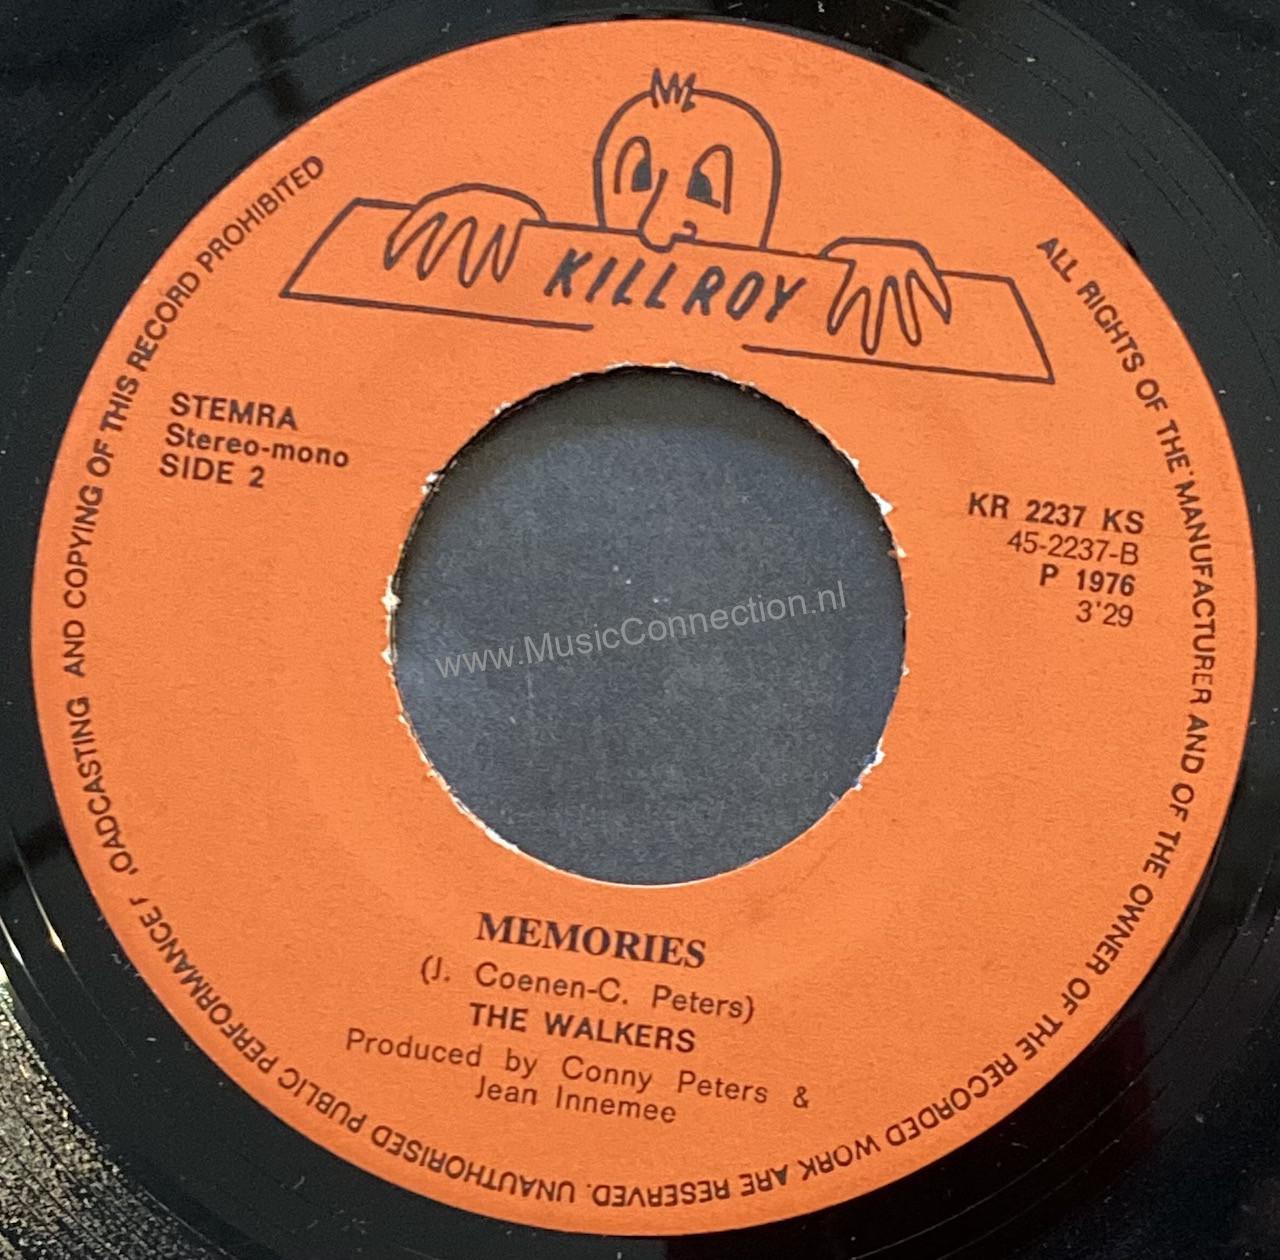 KILLROY
STEMRA
Stereo-mono
SIDE 2
KR 2237 KS
45-2237-B
P 1976
3'29
www.MusicConnection.nl
MEMORIES
(J. Coenen-C. Peters)
THE WALKERS
Produced by Conny Peters &
Jean Innemee
ALL RIGHTS OF THE MANUFACTURER AND OF THE OWNER OF THE RECORDED WORK ARE RESERVED. UNAUTHORISED PUBLIC PERFORMANCE AND COPYING OF THIS RECORD PROHIBITED